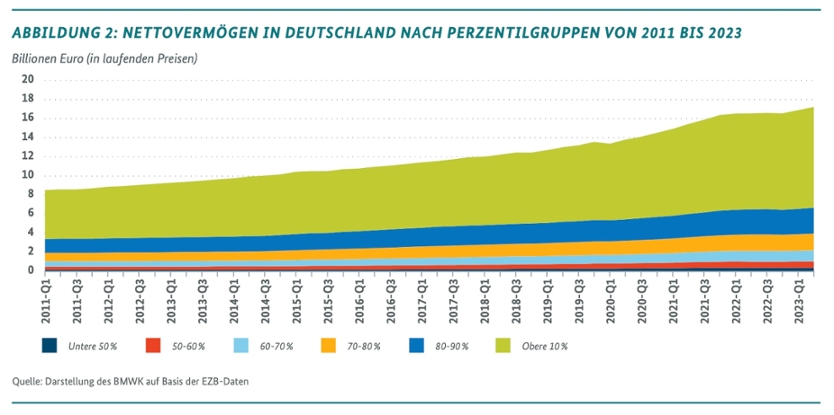 ABBILDUNG 2: NETTOVERMÖGEN IN DEUTSCHLAND NACH PERZENTILGRUPPEN VON 2011 BIS 2023
Billionen Euro (in laufenden Preisen)
20
18
16
14
12
10
8
6
4
2
0
2011-Q1
2011-Q3
2012-Q1
2012-Q3
2013-Q1
2013-Q3
2014-Q1
2014-Q3
2015-Q1
2015-Q3
2016-Q1
2016-Q3
2017-Q1
2017-Q3
2018-Q1
2018-Q3
2019-Q1
2019-Q3
2020-Q1
2020-Q3
2021-Q1
2021-Q3
2022-Q1
2022-Q3
2023-Q1
Untere 50% 50-60% 60-70% 70-80% 80-90% Obere 10%
Quelle: Darstellung des BMWK auf Basis der EZB-Daten